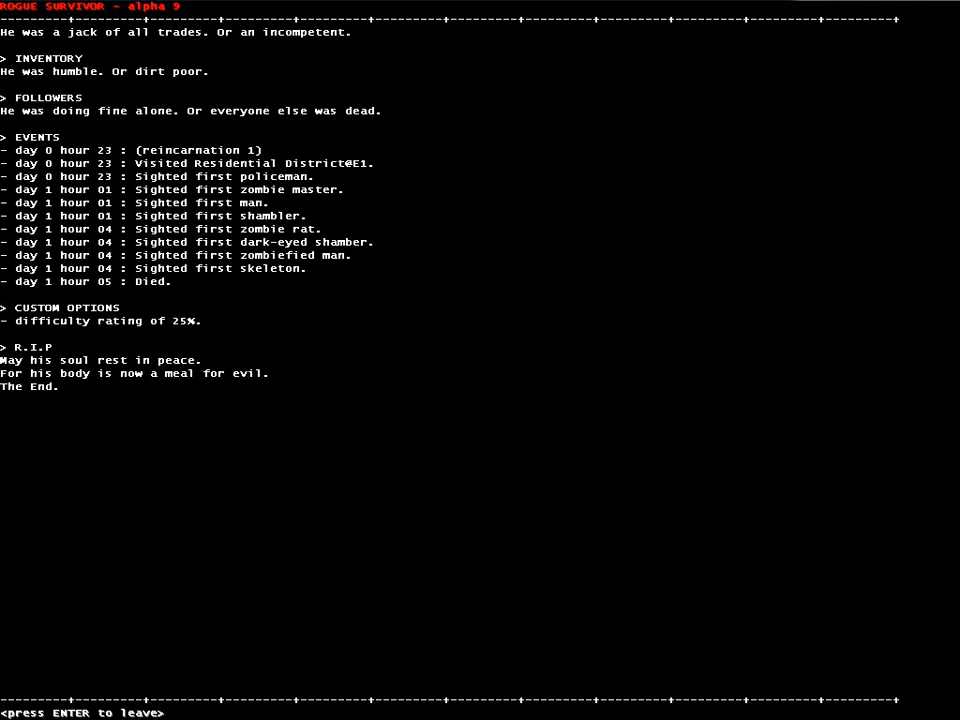 ROGUE SURVIVOR - alpha 9
---------+---------+---------+---------+---------+---------+---------+---------+---------+---------+---------+---------+
He was a jack of all trades. Or an incompetent.
> INVENTORY
He was humble. Or dirt poor.
> FOLLOWERS
He was doing fine alone. Or everyone else was dead.
> EVENTS
- day 0 hour 23 : (reincarnation 1)
- day 0 hour 23 : Visited Residential District@E1.
- day 0 hour 23 : Sighted first policeman.
- day 1 hour 01 : Sighted first zombie master.
- day 1 hour 01 : Sighted first man.
- day 1 hour 01 : Sighted first shambler.
- day 1 hour 04 : Sighted first zombie rat.
- day 1 hour 04 : Sighted first dark-eyed shamber.
- day 1 hour 04 : Sighted first zombiefied man.
- day 1 hour 04 : Sighted first skeleton.
- day 1 hour 05 : Died.
> CUSTOM OPTIONS
- difficulty rating of 25%.
> R.I.P
May his soul rest in peace.
For his body is now a meal for evil.
The End.
---------+---------+---------+---------+---------+---------+---------+---------+---------+---------+---------+---------+
<press ENTER to leave>